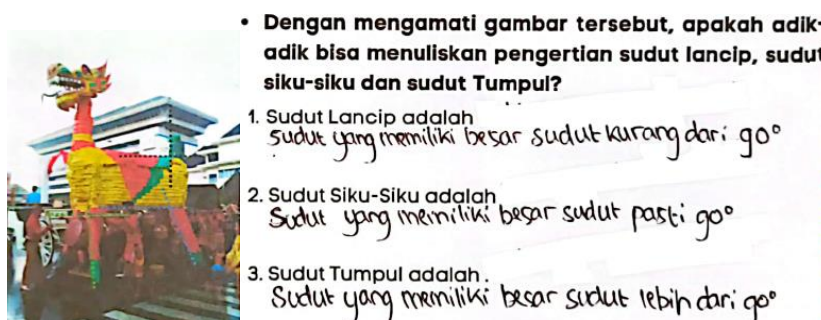 • Dengan mengamati gambar tersebut, apakah adik-
adik bisa menuliskan pengertian sudut lancip, sudut
siku-siku dan sudut Tumpul?
1. Sudut Lancip adalah
sudut yang memiliki besar sudut kurang dari 90°
2. Sudut Siku-Siku adalah
Sudut yang memiliki besar sudut pasti 90°
3. Sudut Tumpul adalah.
Sudut yang memiliki besar sudut lebih dari 90°